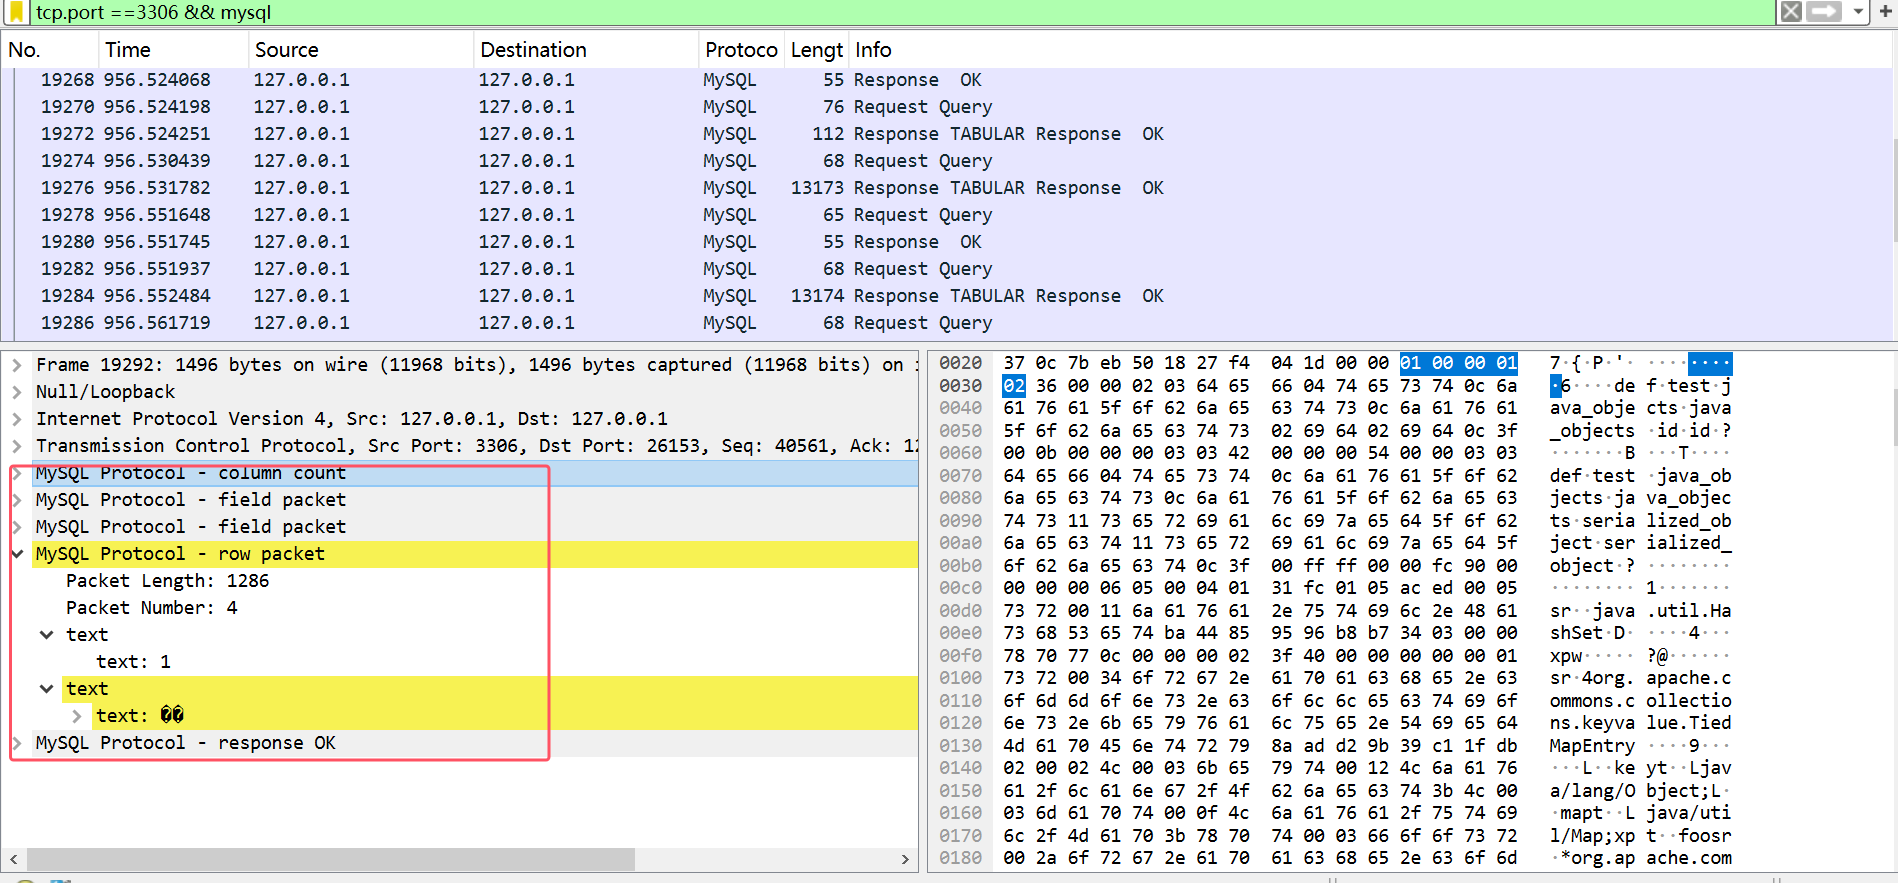 tcp.port ==3306 && mysql
No. Time Source Destination Protoco Lengt Info
19268 956.524068 127.0.0.1 127.0.0.1 MySQL 55 Response OK
19270 956.524198 127.0.0.1 127.0.0.1 MySQL 76 Request Query
19272 956.524251 127.0.0.1 127.0.0.1 MySQL 112 Response TABULAR Response OK
19274 956.530439 127.0.0.1 127.0.0.1 MySQL 68 Request Query
19276 956.531782 127.0.0.1 127.0.0.1 MySQL 13173 Response TABULAR Response OK
19278 956.551648 127.0.0.1 127.0.0.1 MySQL 65 Request Query
19280 956.551745 127.0.0.1 127.0.0.1 MySQL 55 Response OK
19282 956.551937 127.0.0.1 127.0.0.1 MySQL 68 Request Query
19284 956.552484 127.0.0.1 127.0.0.1 MySQL 13174 Response TABULAR Response OK
19286 956.561719 127.0.0.1 127.0.0.1 MySQL 68 Request Query
Frame 19292: 1496 bytes on wire (11968 bits), 1496 bytes captured (11968 bits) on i
Null/Loopback
Internet Protocol Version 4, Src: 127.0.0.1, Dst: 127.0.0.1
Transmission Control Protocol, Src Port: 3306, Dst Port: 26153, Seq: 40561, Ack: 12
MySQL Protocol - column count
MySQL Protocol - field packet
MySQL Protocol - field packet
MySQL Protocol - row packet
Packet Length: 1286
Packet Number: 4
text
text: 1
text
text: ��
MySQL Protocol - response OK
0020 37 0c 7b eb 50 18 27 f4 04 1d 00 00 01 00 00 01 7·{·P·'· ········
0030 02 36 00 00 02 03 64 65 66 04 74 65 73 74 0c 6a ·6····de f·test·j
0040 61 76 61 5f 6f 62 6a 65 63 74 73 0c 6a 61 76 61 ava_obje cts·java
0050 5f 6f 62 6a 65 63 74 73 02 69 64 02 69 64 0c 3f _objects ·id·id·?
0060 00 0b 00 00 00 03 03 42 00 00 00 54 00 00 03 03 ·······B ···T····
0070 64 65 66 04 74 65 73 74 0c 6a 61 76 61 5f 6f 62 def·test ·java_ob
0080 6a 65 63 74 73 0c 6a 61 76 61 5f 6f 62 6a 65 63 jects·ja va_objec
0090 74 73 11 73 65 72 69 61 6c 69 7a 65 64 5f 6f 62 ts·seria lized_ob
00a0 6a 65 63 74 11 73 65 72 69 61 6c 69 7a 65 64 5f ject·ser ialized_
00b0 6f 62 6a 65 63 74 0c 3f 00 ff ff 00 00 fc 90 00 object·? ········
00c0 00 00 00 06 05 00 04 01 31 fc 01 05 ac ed 00 05 ········ 1·······
00d0 73 72 00 11 6a 61 76 61 2e 75 74 69 6c 2e 48 61 sr··java .util.Ha
00e0 73 68 53 65 74 ba 44 85 95 96 b8 b7 34 03 00 00 shSet·D· ····4···
00f0 78 70 77 0c 00 00 00 02 3f 40 00 00 00 00 00 01 xpw····· ?@······
0100 73 72 00 34 6f 72 67 2e 61 70 61 63 68 65 2e 63 sr·4org. apache.c
0110 6f 6d 6d 6f 6e 73 2e 63 6f 6c 6c 65 63 74 69 6f ommons.c ollectio
0120 6e 73 2e 6b 65 79 76 61 6c 75 65 2e 54 69 65 64 ns.keyva lue.Tied
0130 4d 61 70 45 6e 74 72 79 8a ad d2 9b 39 c1 1f db MapEntry ····9···
0140 02 00 02 4c 00 03 6b 65 79 74 00 12 4c 6a 61 76 ···L··ke yt··Ljav
0150 61 2f 6c 61 6e 67 2f 4f 62 6a 65 63 74 3b 4c 00 a/lang/O bject;L·
0160 03 6d 61 70 74 00 0f 4c 6a 61 76 61 2f 75 74 69 ·mapt··L java/uti
0170 6c 2f 4d 61 70 3b 78 70 74 00 03 66 6f 6f 73 72 l/Map;xp t··foosr
0180 00 2a 6f 72 67 2e 61 70 61 63 68 65 2e 63 6f 6d ·*org.ap ache.com